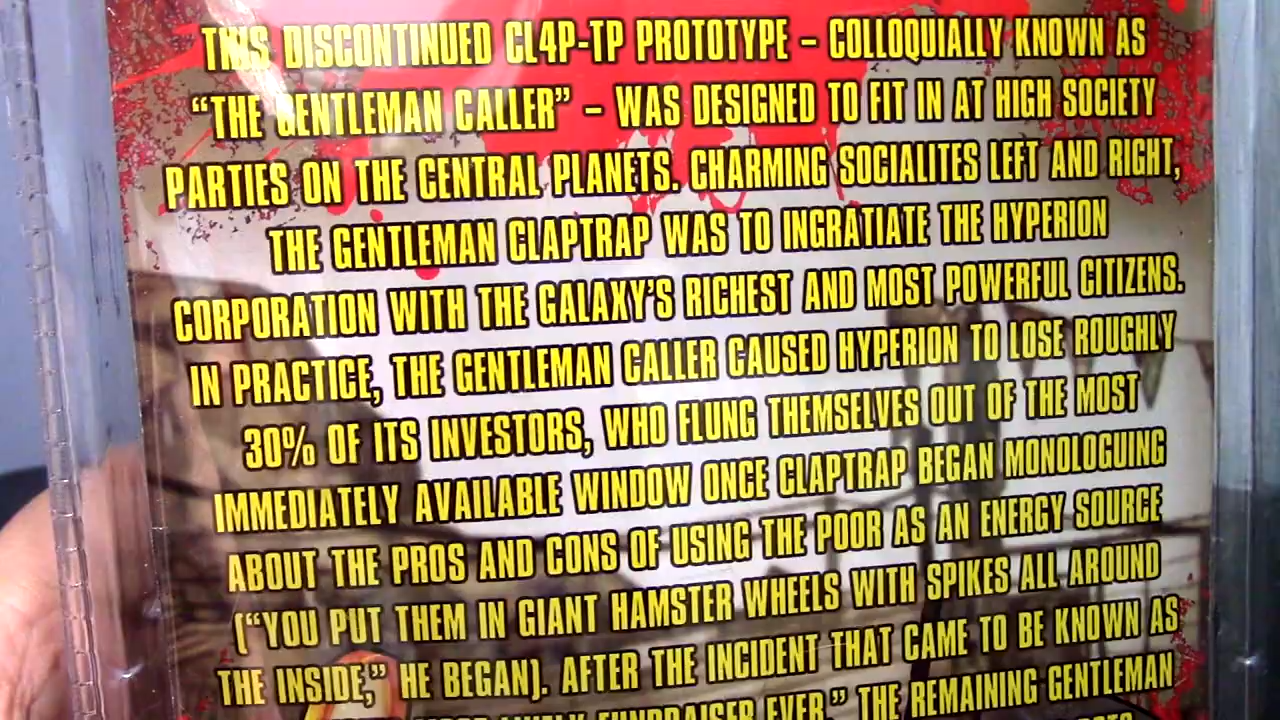 THIS DISCONTINUED CL4P-TP PROTOTYPE – COLLOQUIALLY KNOWN AS
“THE GENTLEMAN CALLER” – WAS DESIGNED TO FIT IN AT HIGH SOCIETY
PARTIES ON THE CENTRAL PLANETS. CHARMING SOCIALITES LEFT AND RIGHT,
THE GENTLEMAN CLAPTRAP WAS TO INGRATIATE THE HYPERION
CORPORATION WITH THE GALAXY’S RICHEST AND MOST POWERFUL CITIZENS.
IN PRACTICE, THE GENTLEMAN CALLER CAUSED HYPERION TO LOSE ROUGHLY
30% OF ITS INVESTORS, WHO FLUNG THEMSELVES OUT OF THE MOST
IMMEDIATELY AVAILABLE WINDOW ONCE CLAPTRAP BEGAN MONOLOGUING
ABOUT THE PROS AND CONS OF USING THE POOR AS AN ENERGY SOURCE
(“YOU PUT THEM IN GIANT HAMSTER WHEELS WITH SPIKES ALL AROUND
THE INSIDE,” HE BEGAN). AFTER THE INCIDENT THAT CAME TO BE KNOWN AS
FUNDRAISER EVER.” THE REMAINING GENTLEMAN